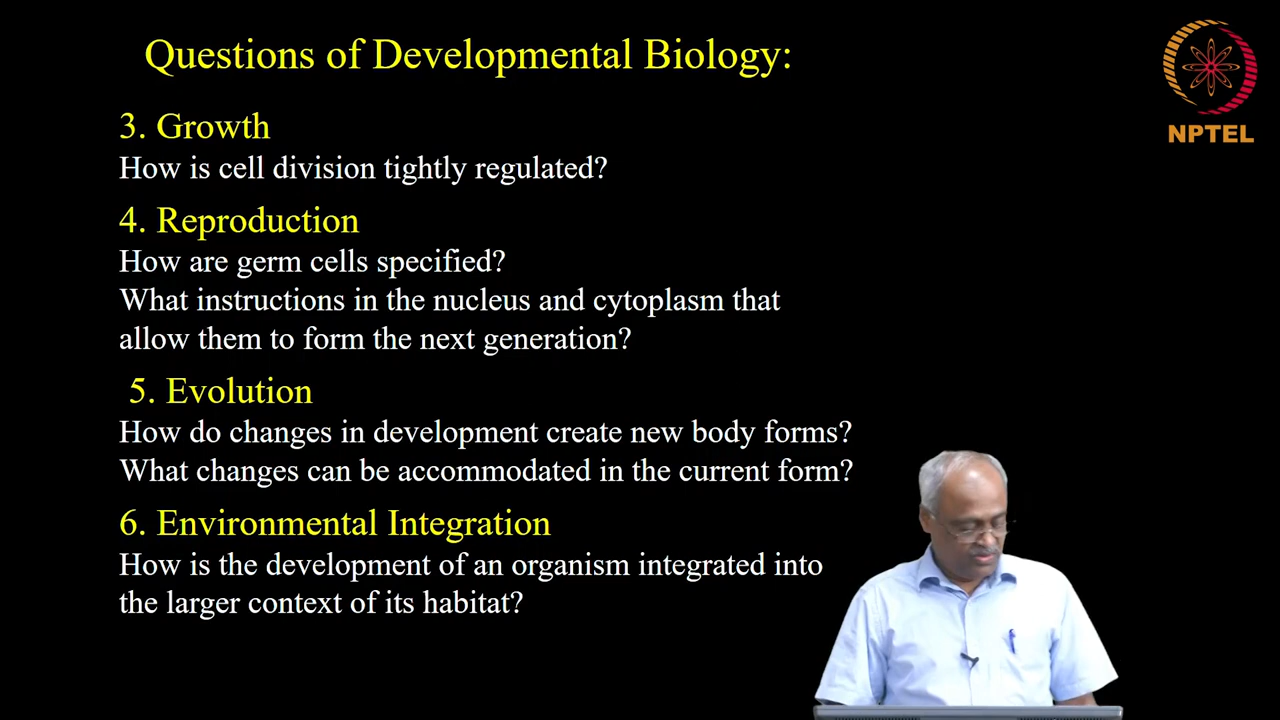 Questions of Developmental Biology:
3. Growth
How is cell division tightly regulated?
4. Reproduction
How are germ cells specified?
What instructions in the nucleus and cytoplasm that
allow them to form the next generation?
5. Evolution
How do changes in development create new body forms?
What changes can be accommodated in the current form?
6. Environmental Integration
How is the development of an organism integrated into
the larger context of its habitat?
NPTEL